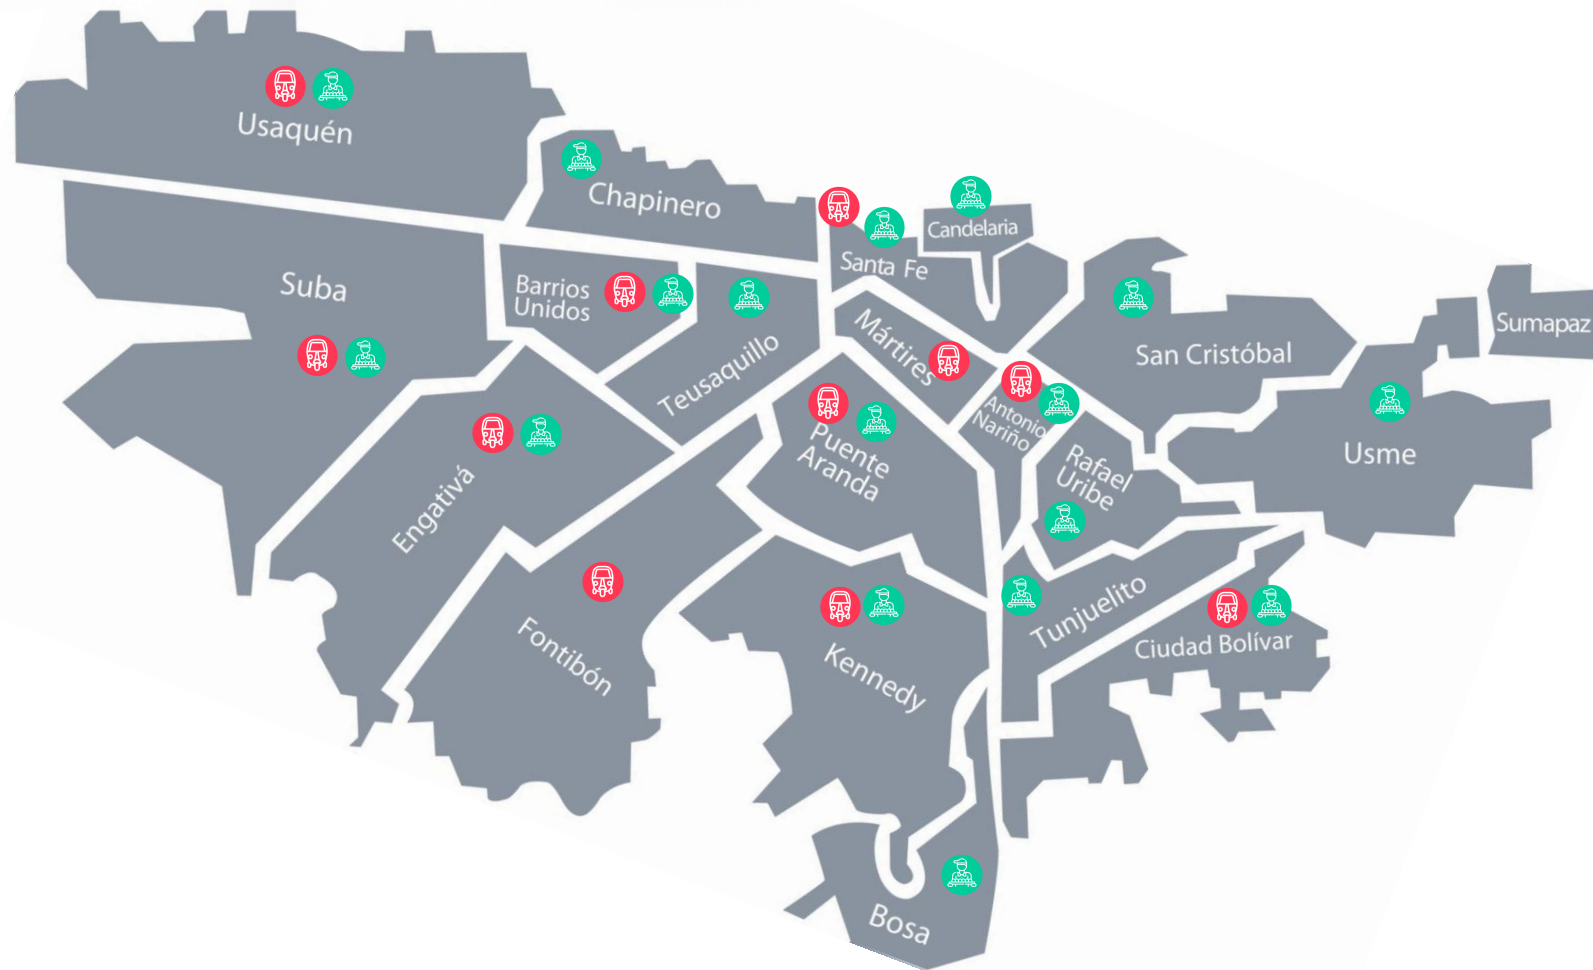 Usaquén
Chapinero
Candelaria
Santa Fe
Suba
Barrios
Unidos
Teusaquillo
Mártires
San Cristóbal
Sumapaz
Antonio
Nariño
Puente
Aranda
Rafael
Uribe
Usme
Engativá
Fontibón
Kennedy
Tunjuelito
Ciudad Bolívar
Bosa